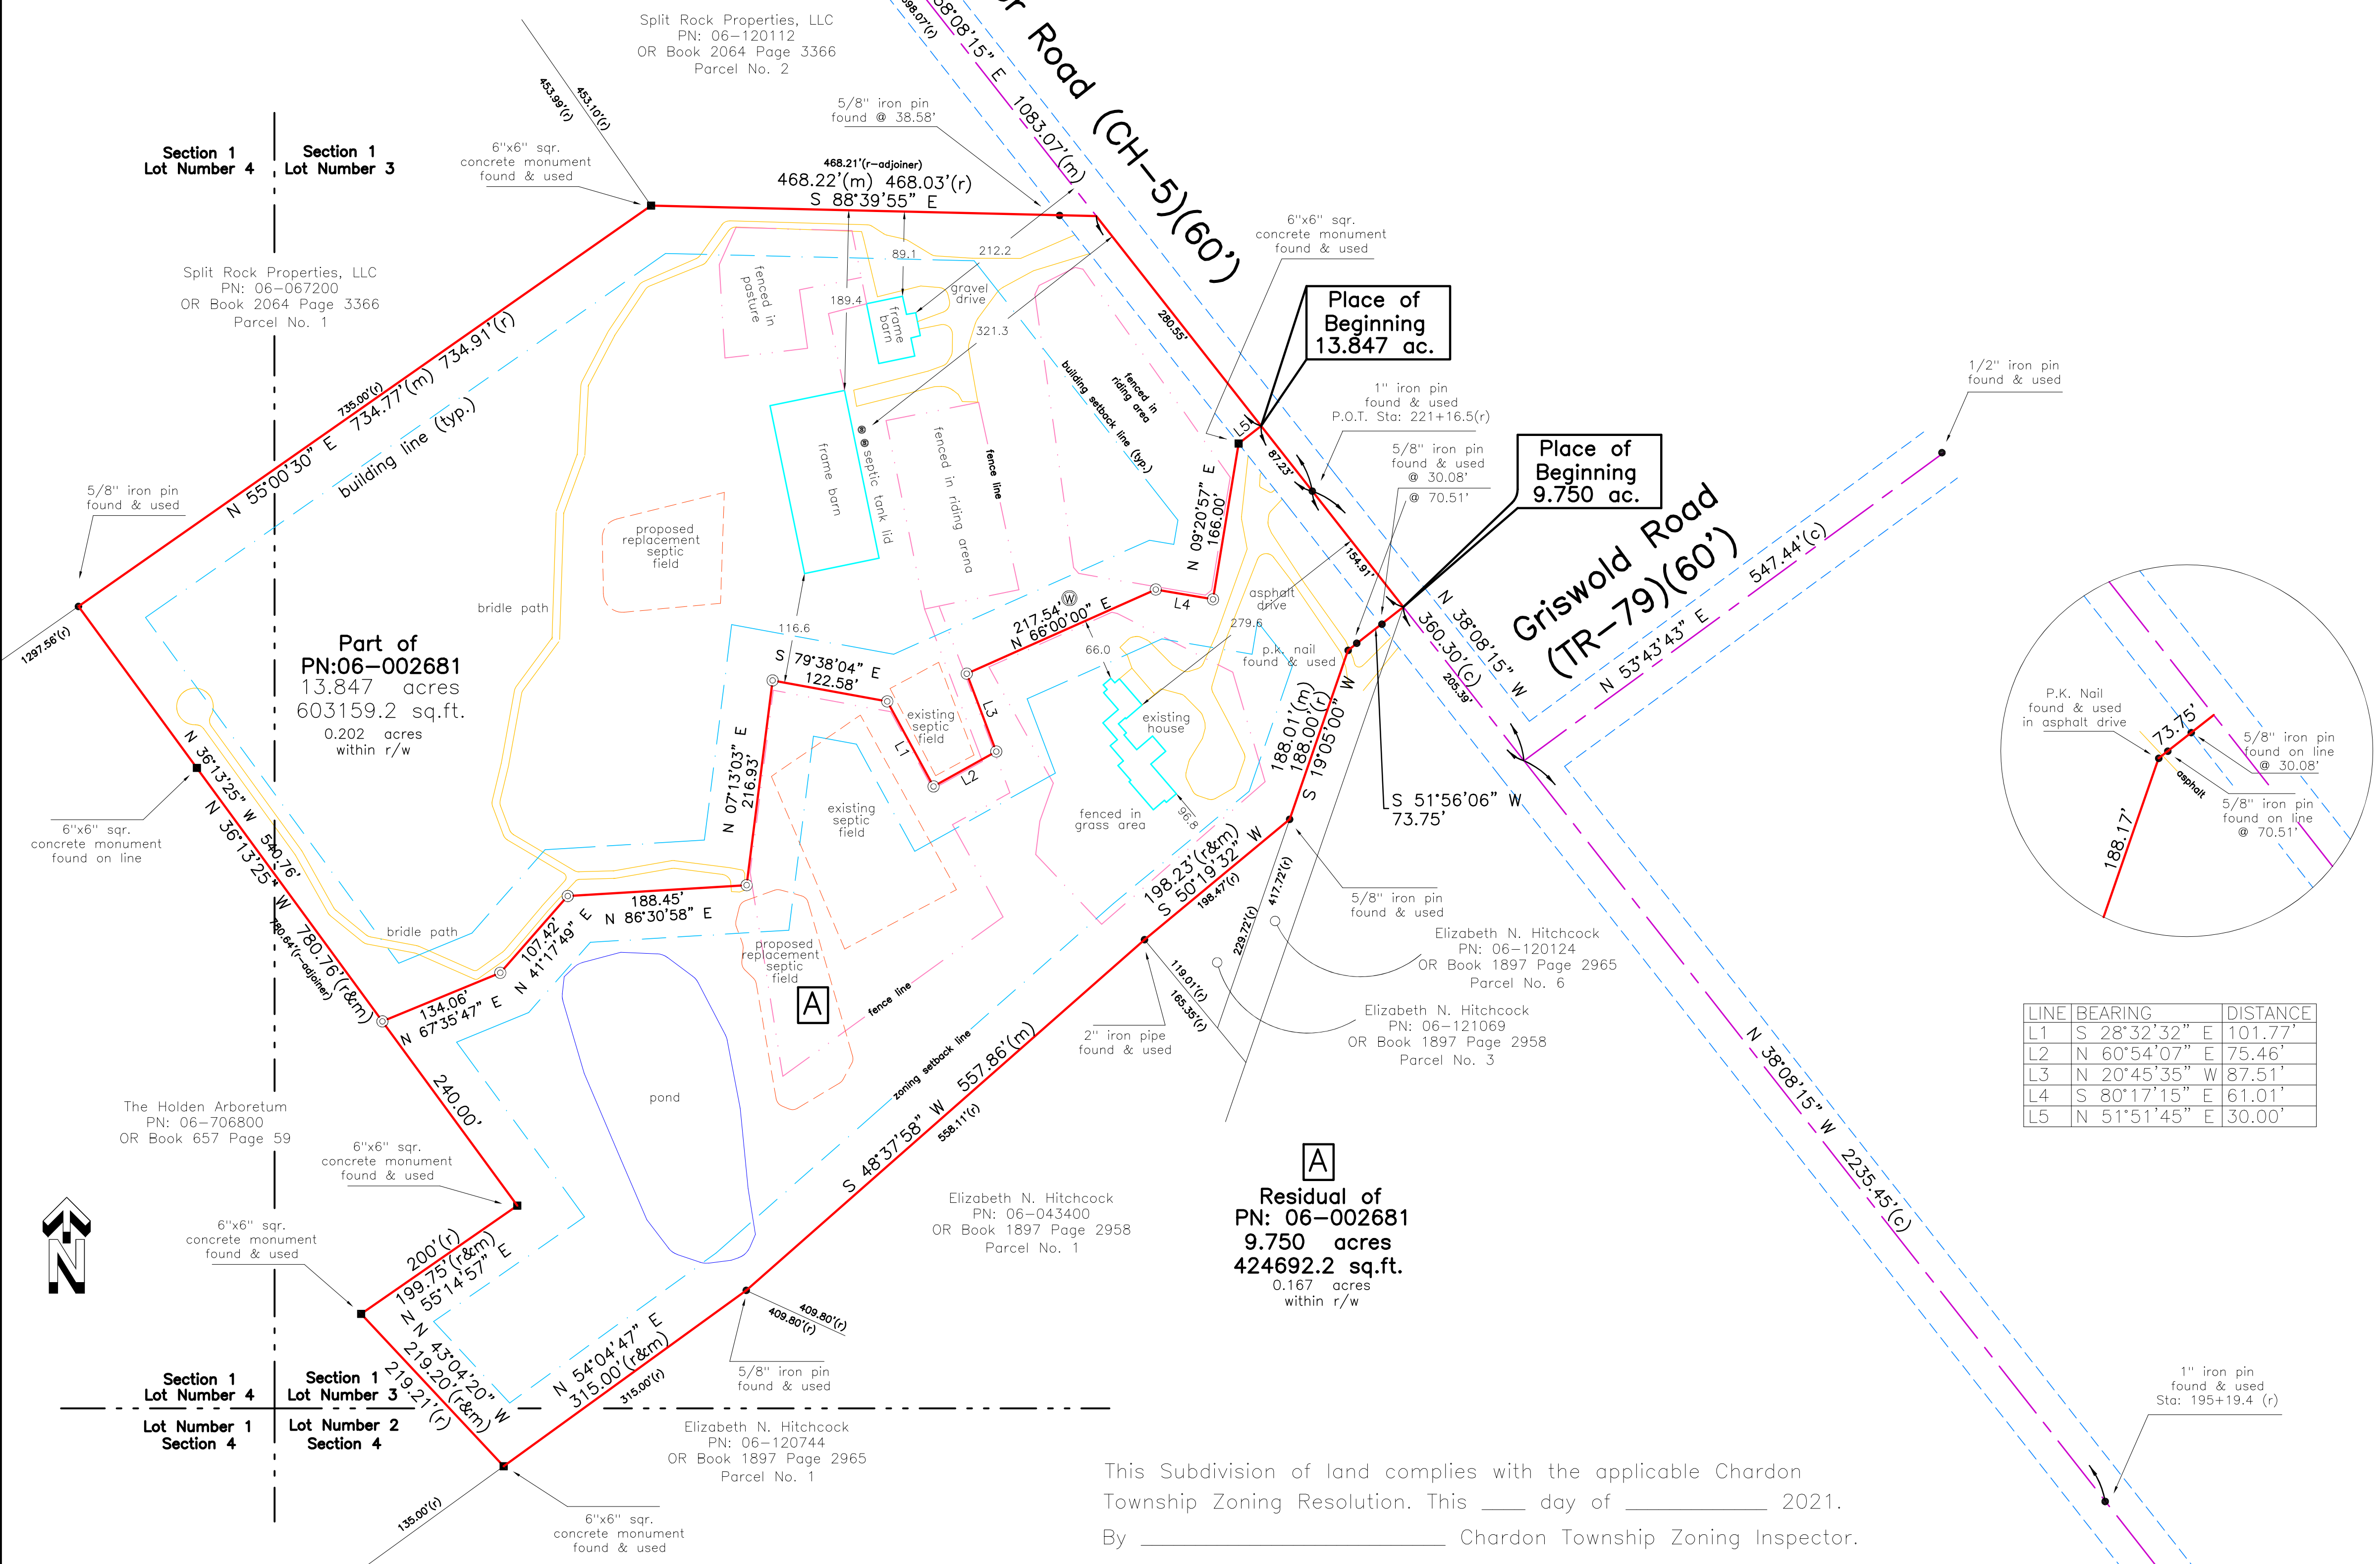 Split Rock Properties, LLC
PN: 06-120112
OR Book 2064 Page 3366
Parcel No. 2
453.99'(r)
453.10'(r)
698.07'(r)
1083.07'(m)
Road (CH-5)(60')
5/8" iron pin
found @ 38.58'
Section 1
Lot Number 4
Section 1
Lot Number 3
6"x6" sqr.
concrete monument
found & used
468.21'(r-adjoiner)
468.22'(m) 468.03'(r)
S 88°39'55" E
6"x6" sqr.
concrete monument
found & used
212.2
89.1
189.4
321.3
gravel
drive
fenced in
pasture
frame
barn
280.55'
Split Rock Properties, LLC
PN: 06-067200
OR Book 2064 Page 3366
Parcel No. 1
735.00'(r)
N 55°00'30" E 734.77'(m) 734.91'(r)
building line (typ.)
Place of
Beginning
13.847 ac.
1" iron pin
found & used
P.O.T. Sta: 221+16.5(r)
1/2" iron pin
found & used
building setback line (typ.)
fenced in
riding area
L5
87.23'
frame barn
septic tank lid
fenced in riding arena
fence line
5/8" iron pin
found & used
@ 30.08'
@ 70.51'
Place of
Beginning
9.750 ac.
5/8" iron pin
found & used
proposed
replacement
septic
field
N 09°20'57" E
166.00'
154.91'
Griswold Road
(TR-79)(60')
547.44'(c)
N 53°43'43" E
bridle path
1297.56'(r)
Part of
PN:06-002681
13.847 acres
603159.2 sq.ft.
0.202 acres
within r/w
116.6
S 79°38'04" E
122.58'
217.54'
W
N 66°00'00" E
L4
asphalt
drive
279.6
66.0
p.k. nail
found & used
N 38°08'15" W
360.30'(c)
205.39'
existing
septic
field
L1
L2
L3
existing
house
188.01'(m)
188.00'(r)
S 19°05'00" W
S 51°56'06" W
73.75'
P.K. Nail
found & used
in asphalt drive
73.75'
5/8" iron pin
found on line
@ 30.08'
asphalt
5/8" iron pin
found on line
@ 70.51'
188.17'
N 07°13'03" E
216.93'
existing
septic
field
fenced in
grass area
96.8
6"x6" sqr.
concrete monument
found on line
N 36°13'25" W 540.76'
N 36°13'25" W 780.76'(r&m)
780.64'(r-adjoiner)
bridle path
188.45'
N 86°30'58" E
107.42'
N 41°17'49" E
134.06'
N 67°35'47" E
proposed
replacement
septic
field
A
fence line
198.23'(r&m)
S 50°19'32" W
198.47'(r)
417.72'(r)
229.72'(r)
119.01'(r)
165.35'(r)
5/8" iron pin
found & used
Elizabeth N. Hitchcock
PN: 06-120124
OR Book 1897 Page 2965
Parcel No. 6
Elizabeth N. Hitchcock
PN: 06-121069
OR Book 1897 Page 2958
Parcel No. 3
2" iron pipe
found & used
LINE BEARING DISTANCE
L1 S 28°32'32" E 101.77'
L2 N 60°54'07" E 75.46'
L3 N 20°45'35" W 87.51'
L4 S 80°17'15" E 61.01'
L5 N 51°51'45" E 30.00'
pond
zoning setback line
S 48°37'58" W 557.86'(m)
558.11'(r)
240.00'
The Holden Arboretum
PN: 06-706800
OR Book 657 Page 59
6"x6" sqr.
concrete monument
found & used
6"x6" sqr.
concrete monument
found & used
N
200'(r)
199.75'(r&m)
N 55°14'57" E
N 43°04'20" W
219.20'(r&m)
219.21'(r)
Elizabeth N. Hitchcock
PN: 06-043400
OR Book 1897 Page 2958
Parcel No. 1
A
Residual of
PN: 06-002681
9.750 acres
424692.2 sq.ft.
0.167 acres
within r/w
N 38°08'15" W 2235.45'(c)
409.80'(r)
409.80'(r)
N 54°04'47" E
315.00'(r&m)
315.00'(r)
5/8" iron pin
found & used
1" iron pin
found & used
Sta: 195+19.4 (r)
Section 1
Lot Number 4
Section 1
Lot Number 3
Lot Number 1
Section 4
Lot Number 2
Section 4
Elizabeth N. Hitchcock
PN: 06-120744
OR Book 1897 Page 2965
Parcel No. 1
135.00'(r)
6"x6" sqr.
concrete monument
found & used
This Subdivision of land complies with the applicable Chardon
Township Zoning Resolution. This ____ day of ____________ 2021.
By __________________________ Chardon Township Zoning Inspector.